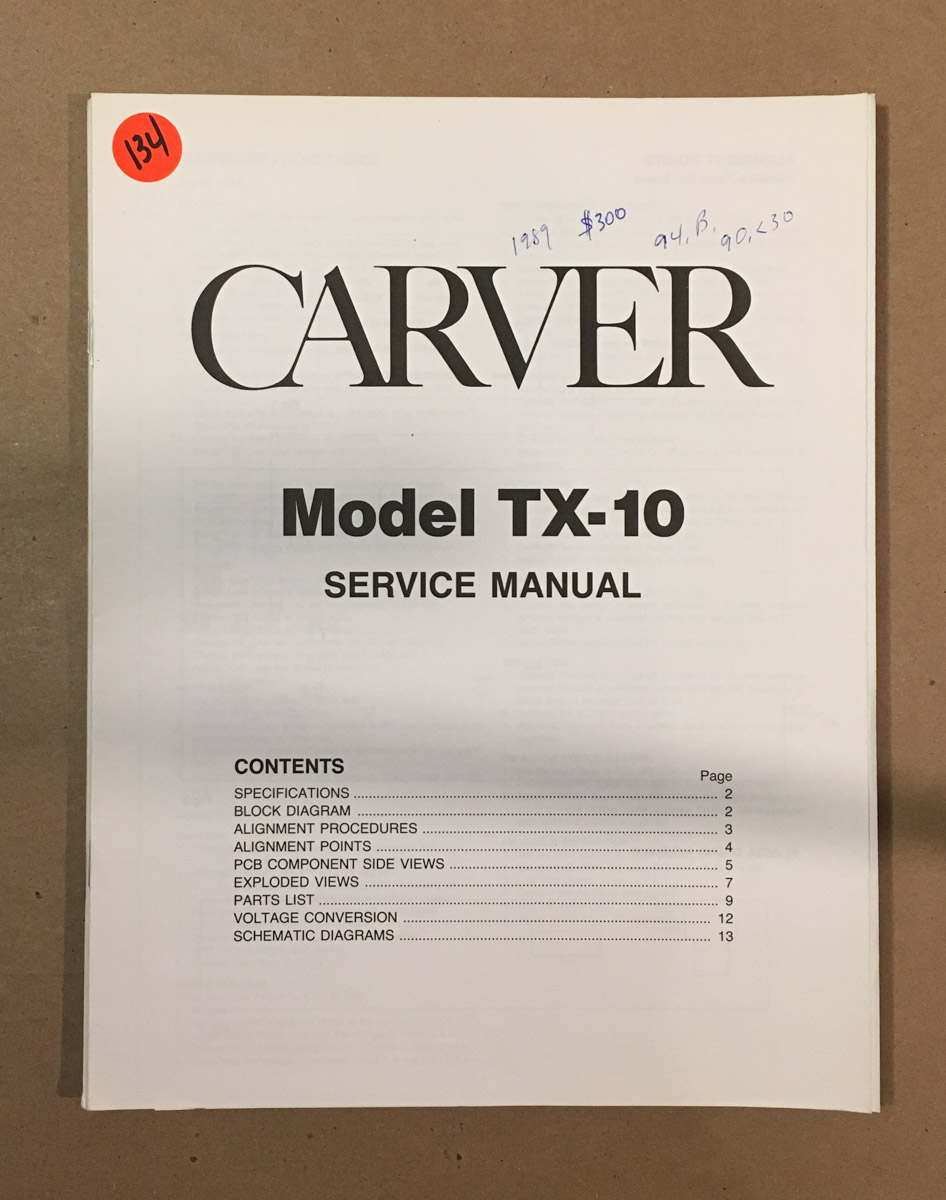 134
1989 $300 94, B, 90, <30
CARVER
Model TX-10
SERVICE MANUAL
CONTENTS
Page
SPECIFICATIONS ........ 2
BLOCK DIAGRAM ........ 2
ALIGNMENT PROCEDURES ........ 3
ALIGNMENT POINTS ........ 4
PCB COMPONENT SIDE VIEWS ........ 5
EXPLODED VIEWS ........ 7
PARTS LIST ........ 9
VOLTAGE CONVERSION ........ 12
SCHEMATIC DIAGRAMS ........ 13